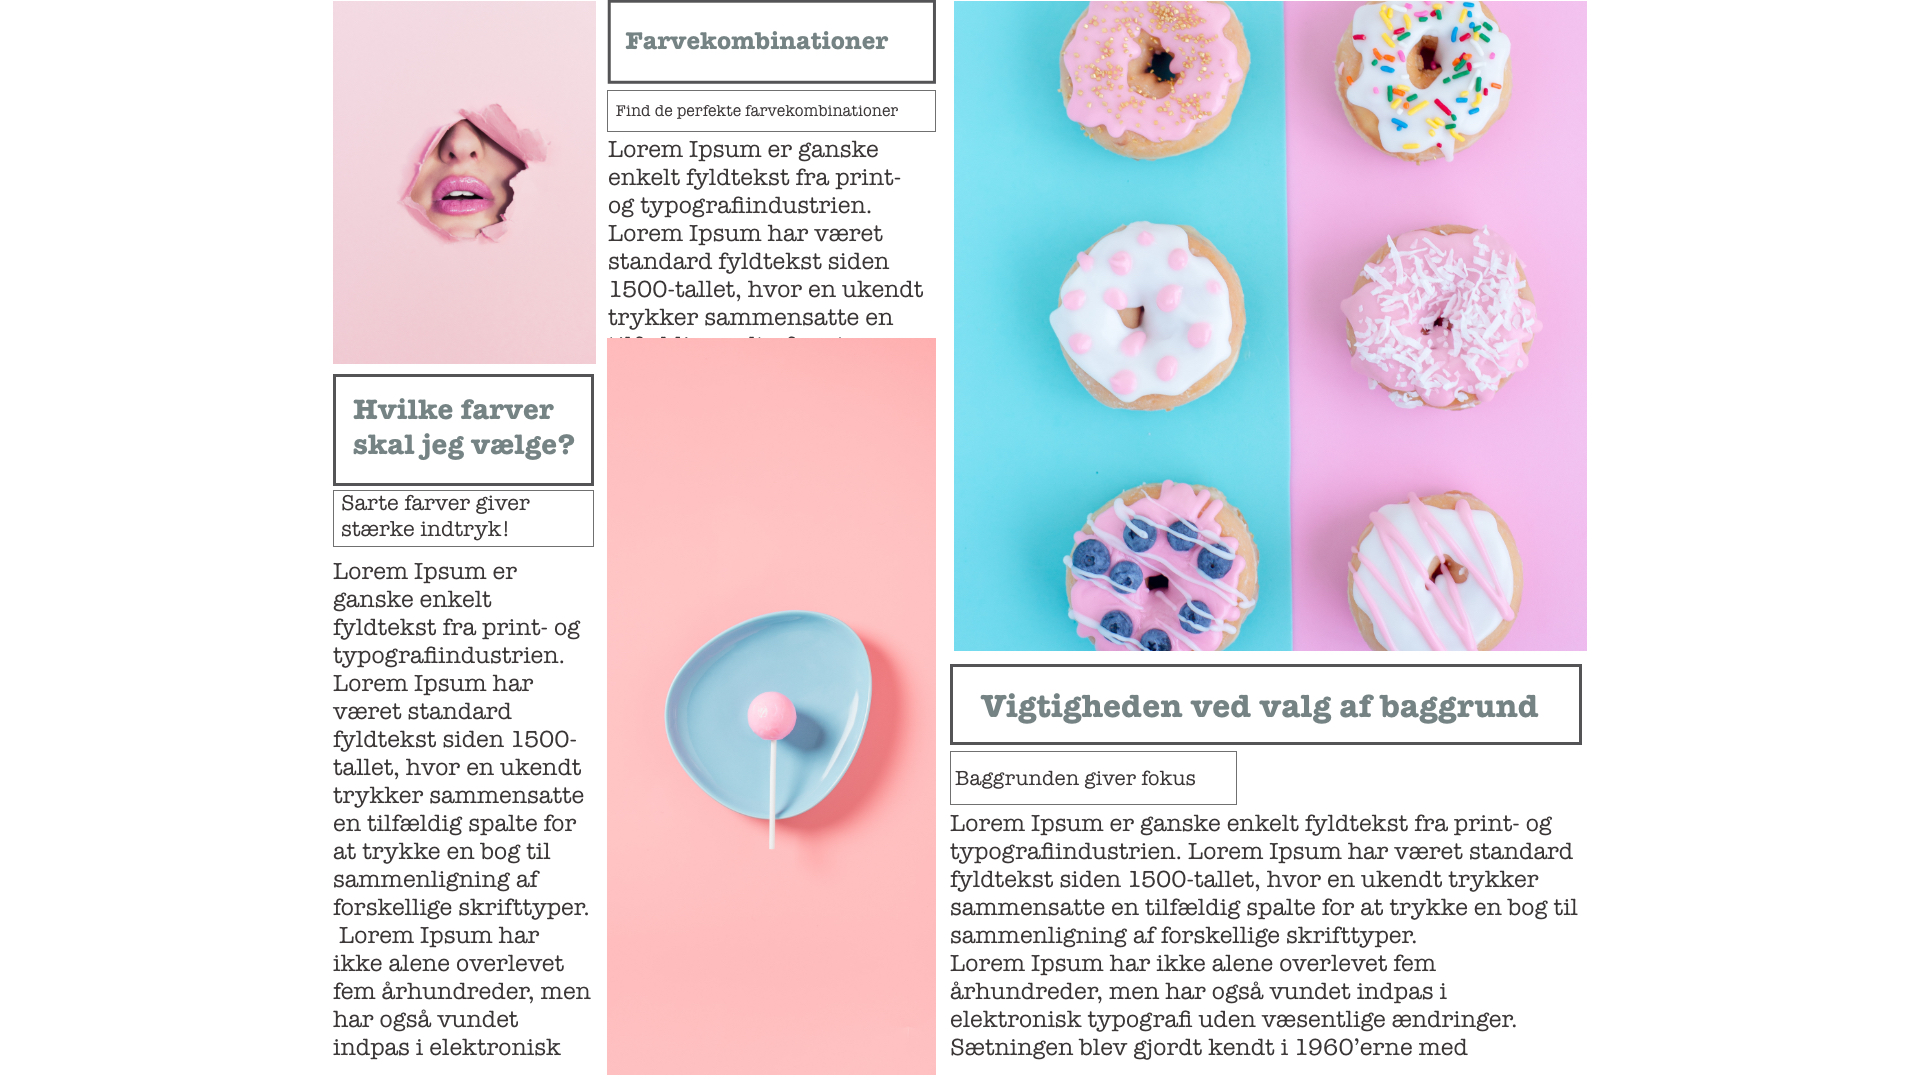 Hvilke farver
skal jeg vælge?
Sarte farver giver
stærke indtryk!
Lorem Ipsum er
ganske enkelt
fyldtekst fra print- og
typografiindustrien.
Lorem Ipsum har
været standard
fyldtekst siden 1500-
tallet, hvor en ukendt
trykker sammensatte
en tilfældig spalte for
at trykke en bog til
sammenligning af
forskellige skrifttyper.
Lorem Ipsum har
ikke alene overlevet
fem århundreder, men
har også vundet
indpas i elektronisk
Farvekombinationer
Find de perfekte farvekombinationer
Lorem Ipsum er ganske
enkelt fyldtekst fra print-
og typografiindustrien.
Lorem Ipsum har været
standard fyldtekst siden
1500-tallet, hvor en ukendt
trykker sammensatte en
Vigtigheden ved valg af baggrund
Baggrunden giver fokus
Lorem Ipsum er ganske enkelt fyldtekst fra print- og
typografiindustrien. Lorem Ipsum har været standard
fyldtekst siden 1500-tallet, hvor en ukendt trykker
sammensatte en tilfældig spalte for at trykke en bog til
sammenligning af forskellige skrifttyper.
Lorem Ipsum har ikke alene overlevet fem
århundreder, men har også vundet indpas i
elektronisk typografi uden væsentlige ændringer.
Sætningen blev gjordt kendt i 1960’erne med